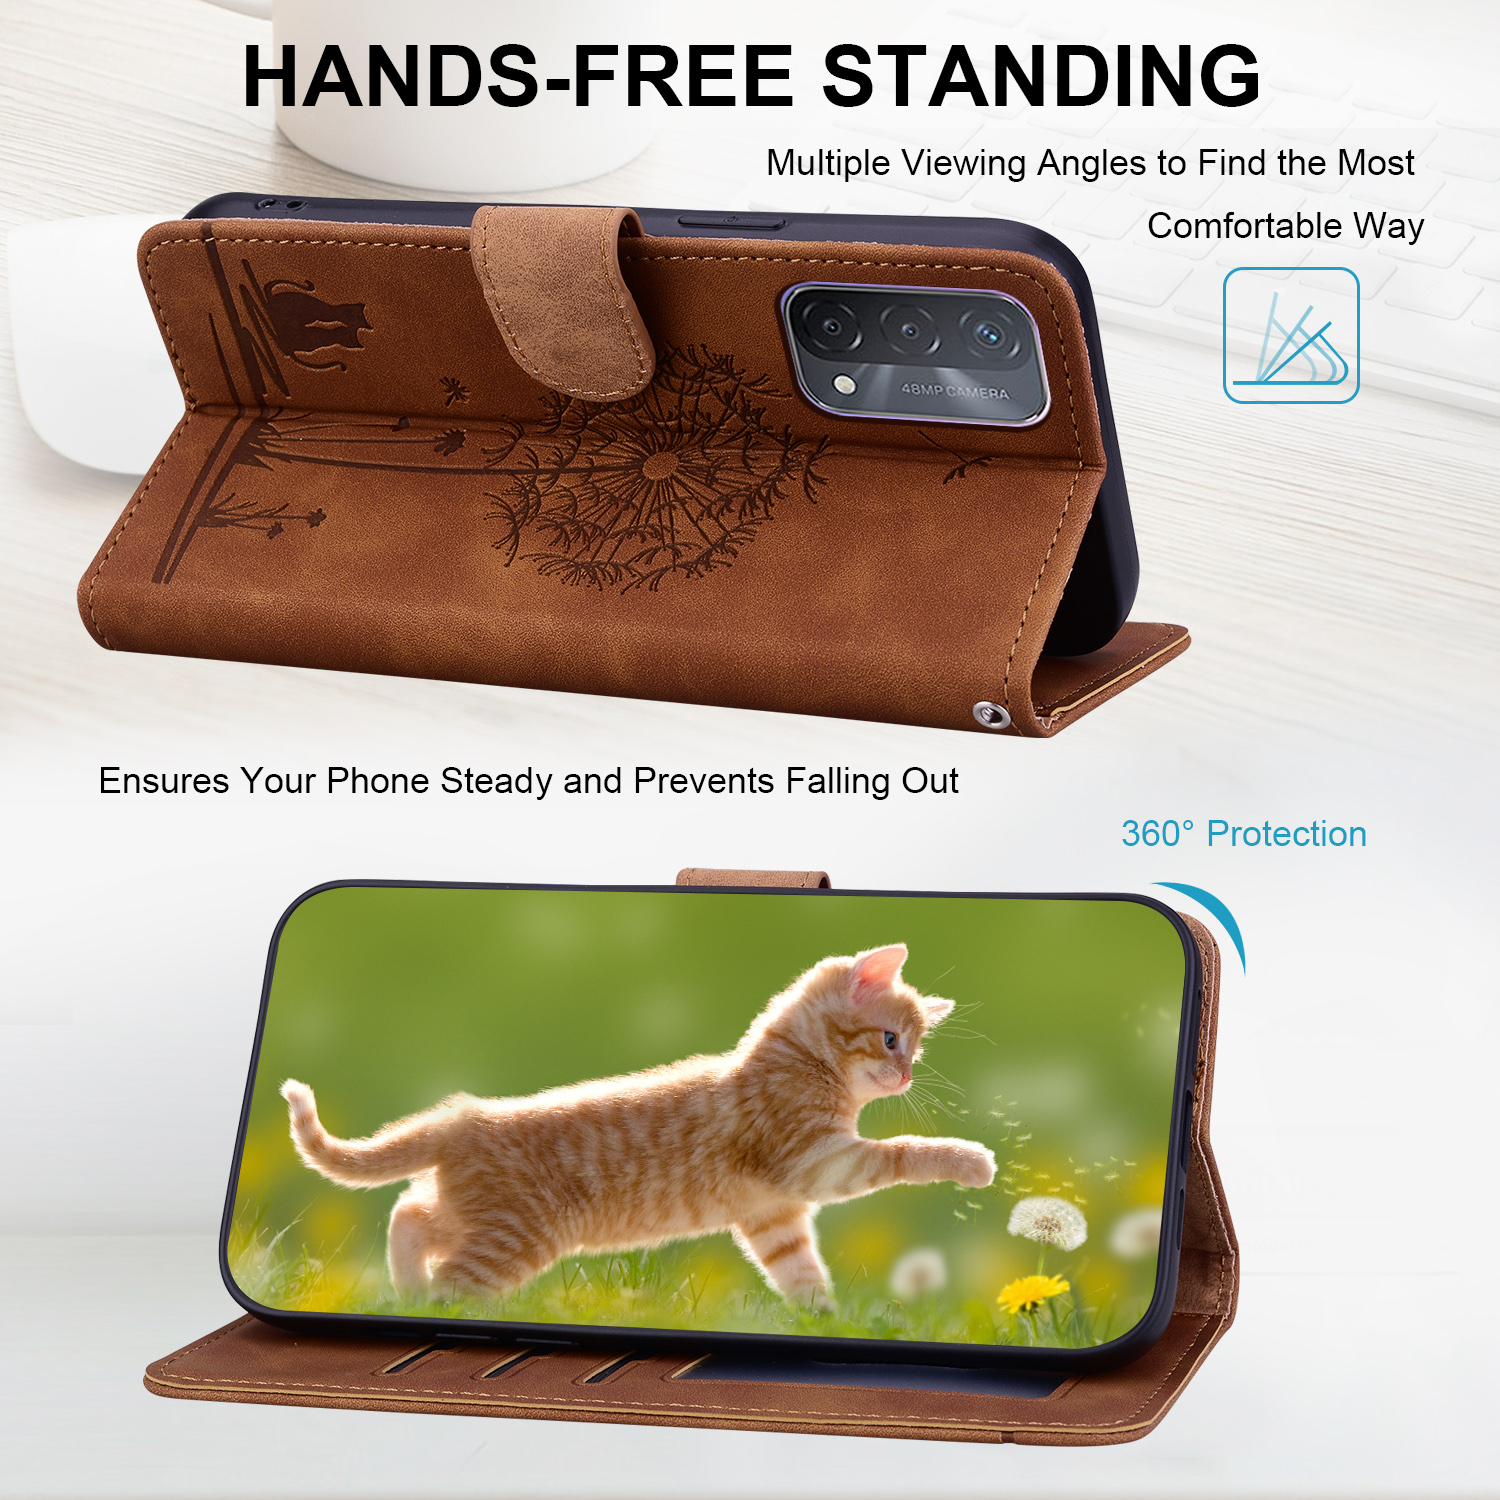 HANDS-FREE STANDING
Multiple Viewing Angles to Find the Most
Comfortable Way
48MP CAMERA
Ensures Your Phone Steady and Prevents Falling Out
360° Protection